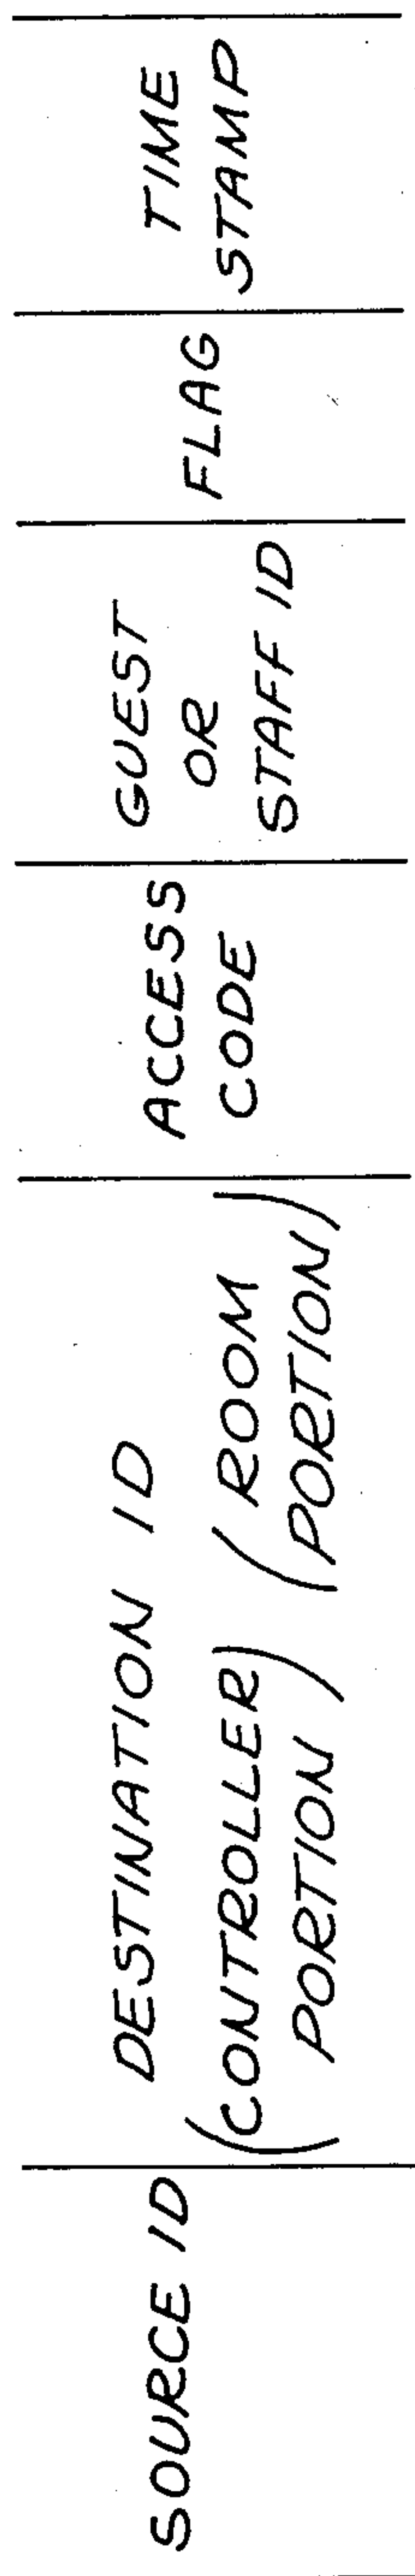 SOURCE ID
DESTINATION ID
(CONTROLLER PORTION) (ROOM PORTION)
ACCESS
CODE
GUEST
OR
STAFF ID
FLAG
TIME
STAMP